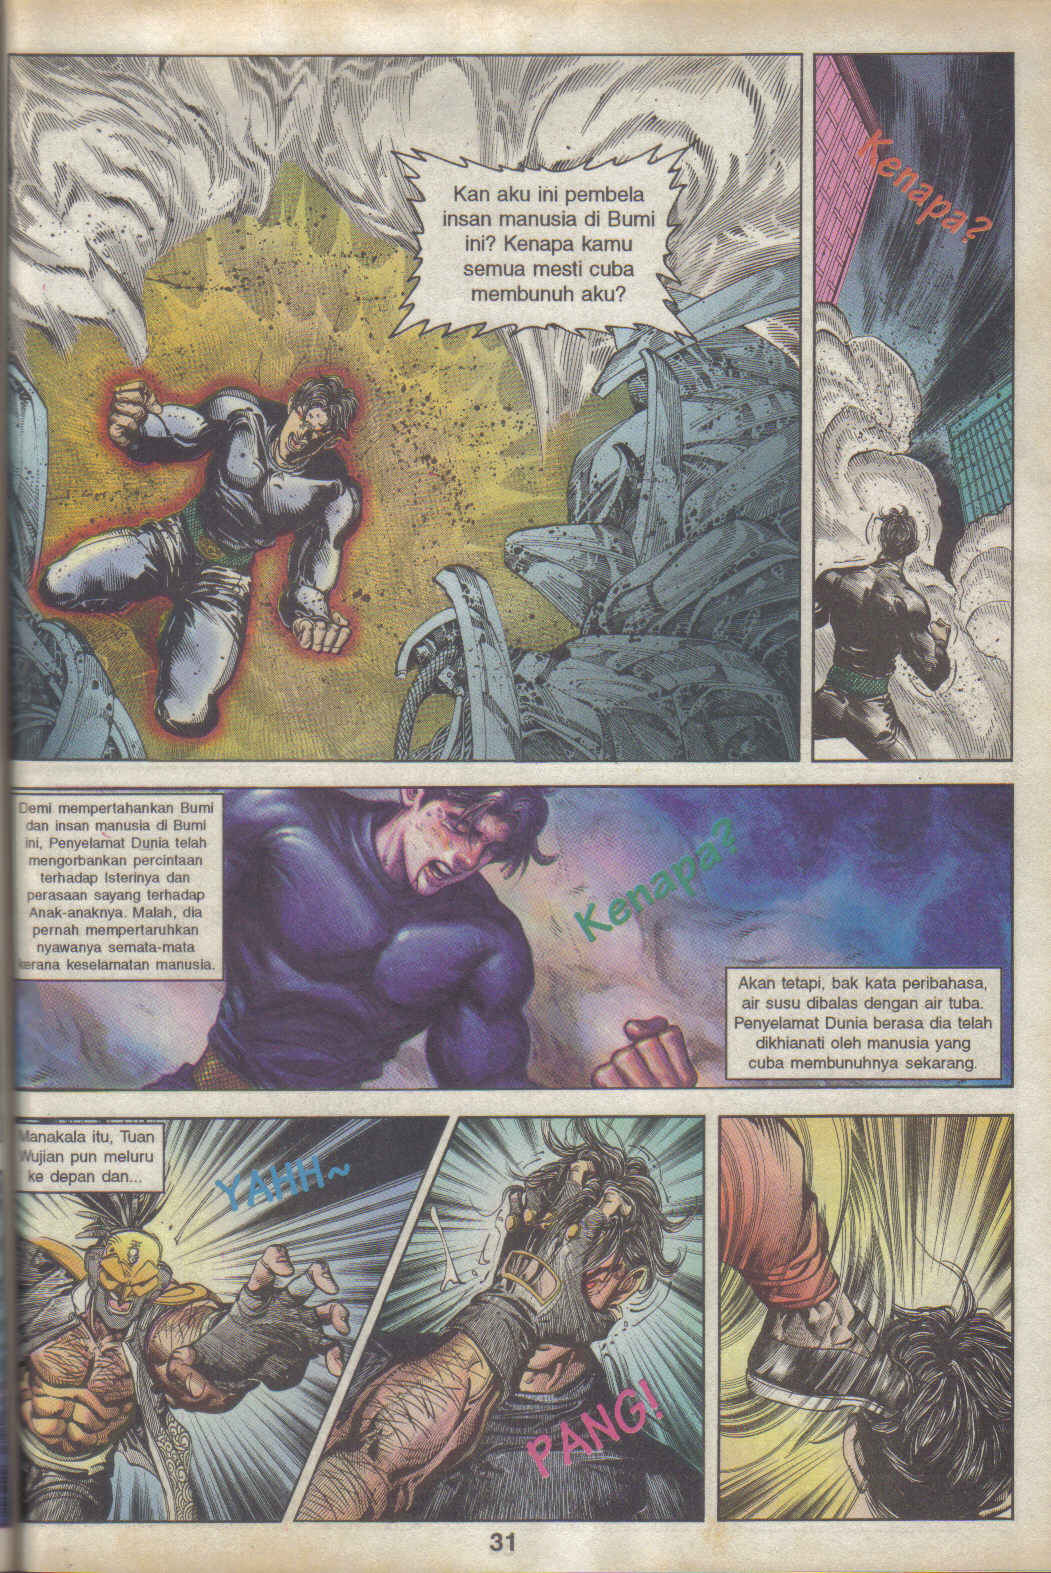 Kan aku ini pembela
insan manusia di Bumi
ini? Kenapa kamu
semua mesti cuba
membunuh aku?
Kenapa?
Demi mempertahankan Bumi
dan insan manusia di Bumi
ini, Penyelamat Dunia telah
mengorbankan percintaan
terhadap Isterinya dan
perasaan sayang terhadap
Anak-anaknya. Malah, dia
pernah mempertaruhkan
nyawanya semata-mata
kerana keselamatan manusia.
Kenapa?
Akan tetapi, bak kata peribahasa,
air susu dibalas dengan air tuba.
Penyelamat Dunia berasa dia telah
dikhianati oleh manusia yang
cuba membunuhnya sekarang.
Manakala itu, Tuan
Wujian pun meluru
ke depan dan...
YAHH~
PANG!
31